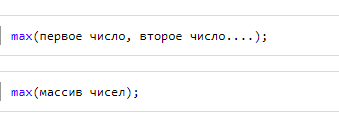 max(первое число, второе число....);
max(массив чисел);